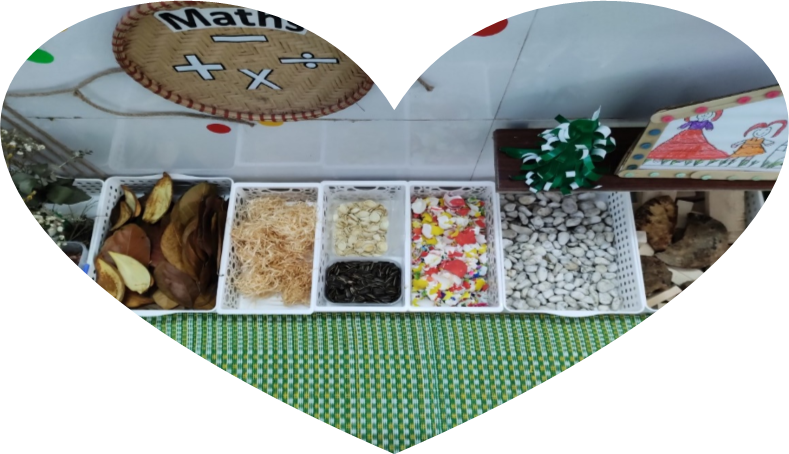 Maths
− × × ÷